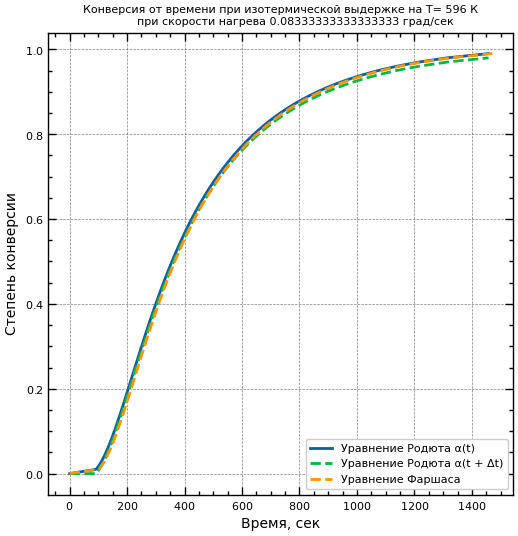 Конверсия от времени при изотермической выдержке на T= 596 K
при скорости нагрева 0.08333333333333333 град/сек
Степень конверсии
1.0
0.8
0.6
0.4
0.2
0.0
Уравнение Родюта α(t)
Уравнение Родюта α(t + Δt)
Уравнение Фаршаса
0 200 400 600 800 1000 1200 1400
Время, сек